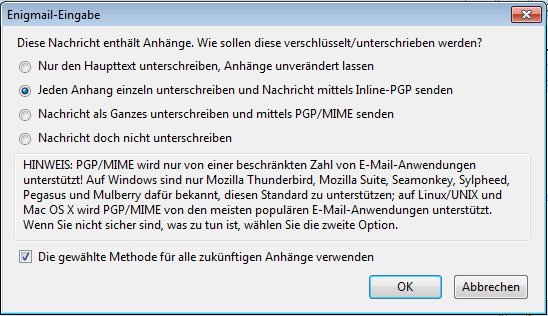 Enigmail-Eingabe
Diese Nachricht enthält Anhänge. Wie sollen diese verschlüsselt/unterschrieben werden?
Nur den Haupttext unterschreiben, Anhänge unverändert lassen
Jeden Anhang einzeln unterschreiben und Nachricht mittels Inline-PGP senden
Nachricht als Ganzes unterschreiben und mittels PGP/MIME senden
Nachricht doch nicht unterschreiben
HINWEIS: PGP/MIME wird nur von einer beschränkten Zahl von E-Mail-Anwendungen
unterstützt! Auf Windows sind nur Mozilla Thunderbird, Mozilla Suite, Seamonkey, Sylpheed,
Pegasus und Mulberry dafür bekannt, diesen Standard zu unterstützen; auf Linux/UNIX und
Mac OS X wird PGP/MIME von den meisten populären E-Mail-Anwendungen unterstützt.
Wenn Sie nicht sicher sind, was zu tun ist, wählen Sie die zweite Option.
Die gewählte Methode für alle zukünftigen Anhänge verwenden
OK Abbrechen